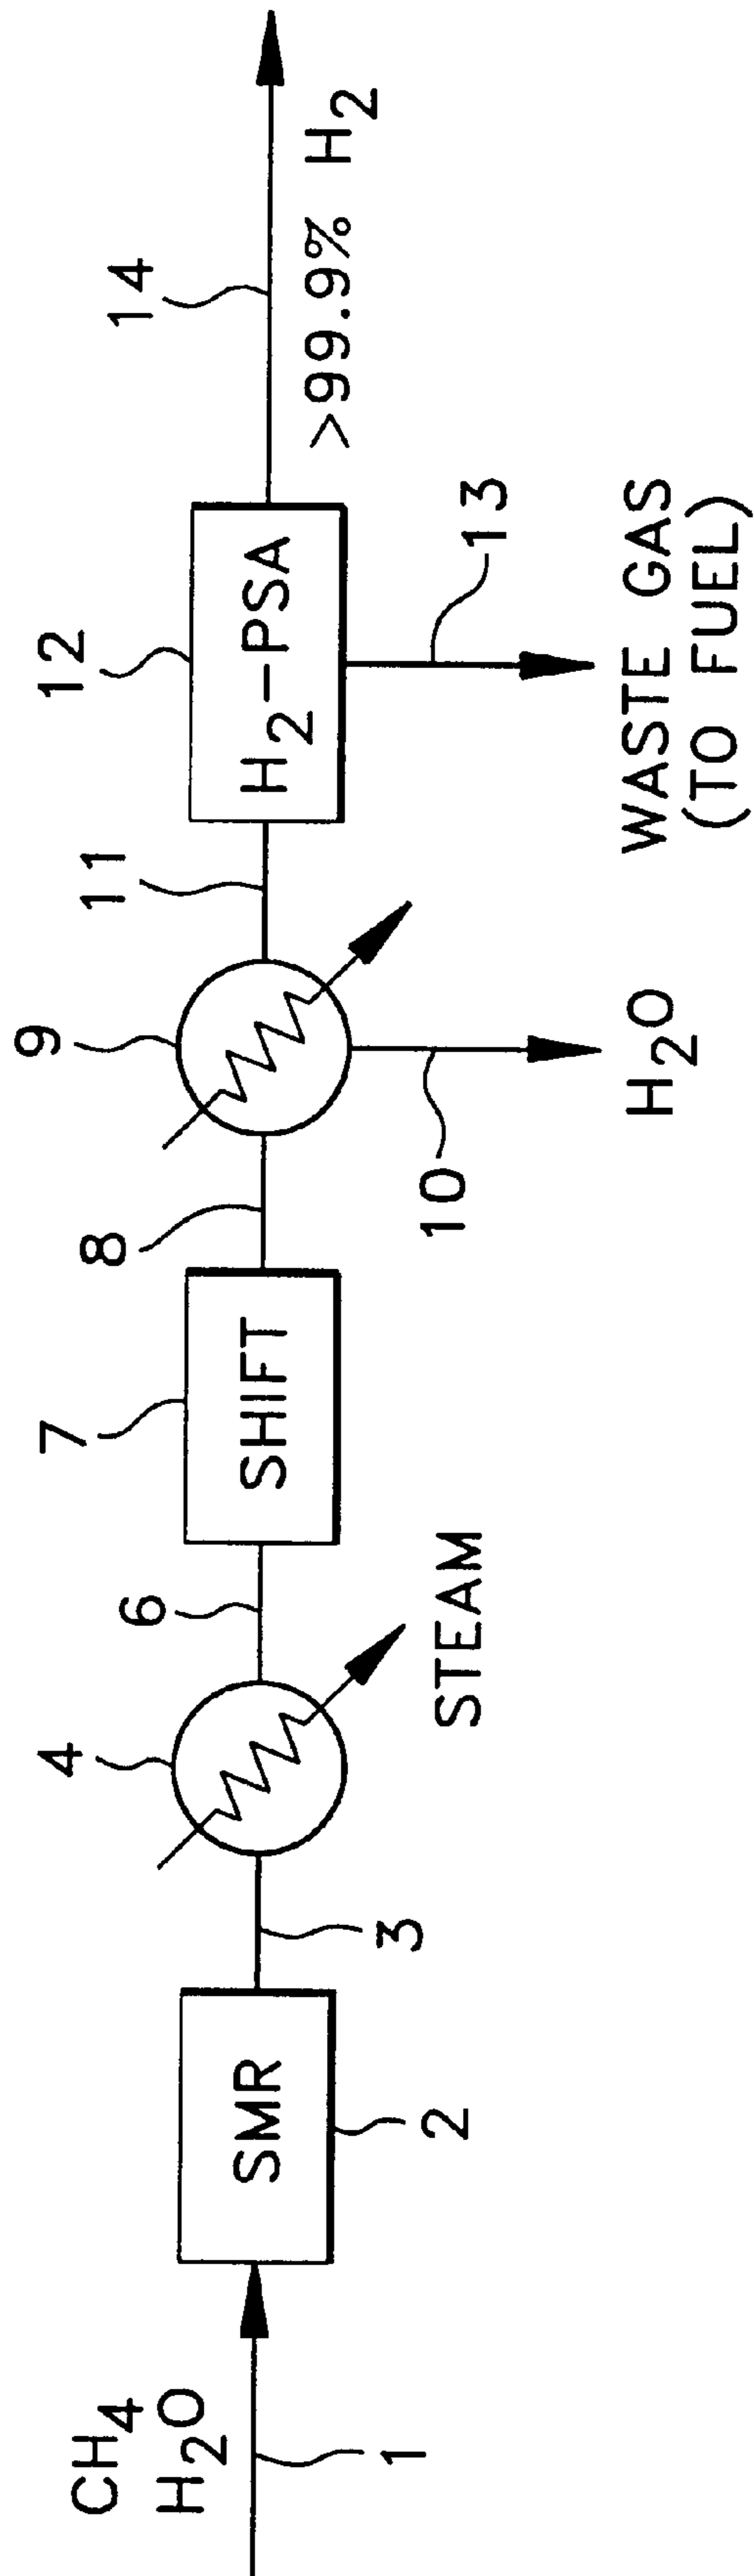 CH4
H2O
1
SMR
2
3
4
STEAM
6
SHIFT
7
8
9
10
H2O
11
H2-PSA
12
13
WASTE GAS
(TO FUEL)
14
>99.9% H2